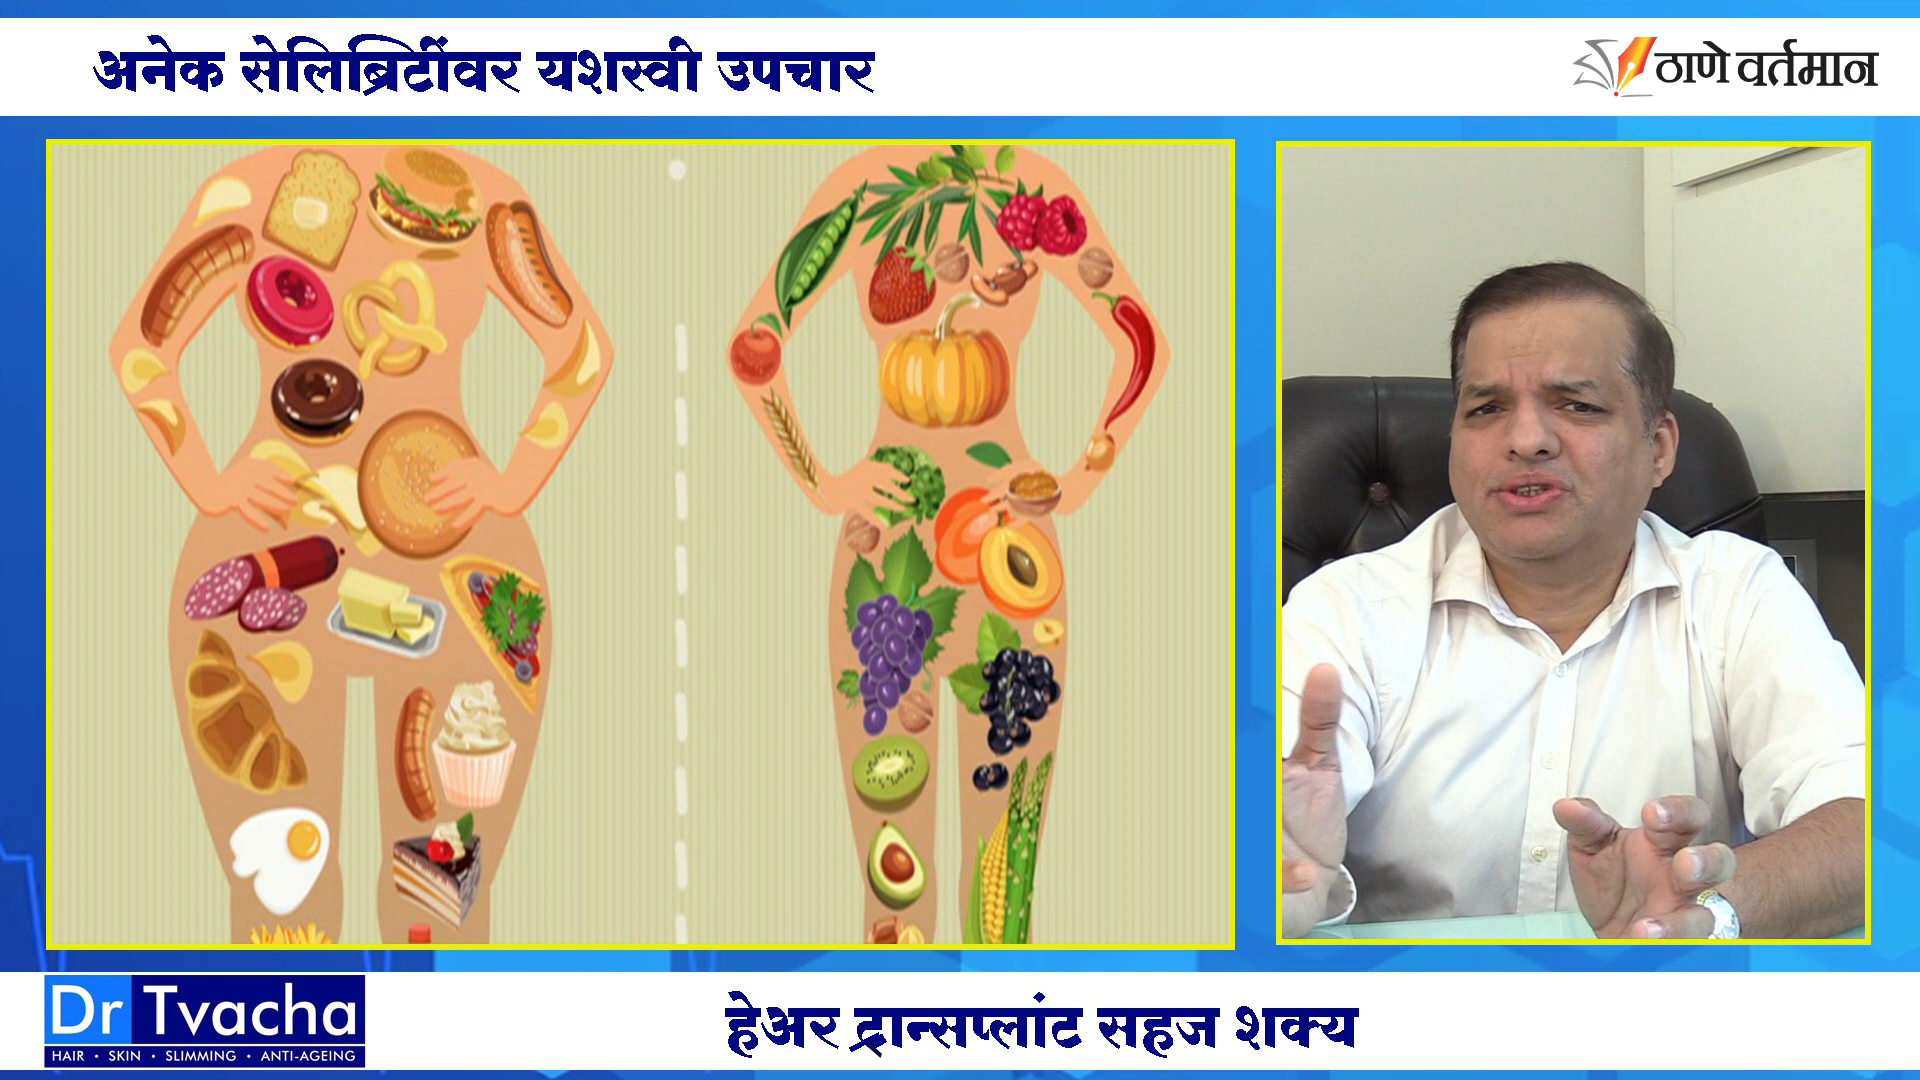 अनेक सेलिब्रिटींवर यशस्वी उपचार
ठाणे वर्तमान
Dr Tvacha
HAIR • SKIN • SLIMMING • ANTI-AGEING
हेअर ट्रान्सप्लांट सहज शक्य